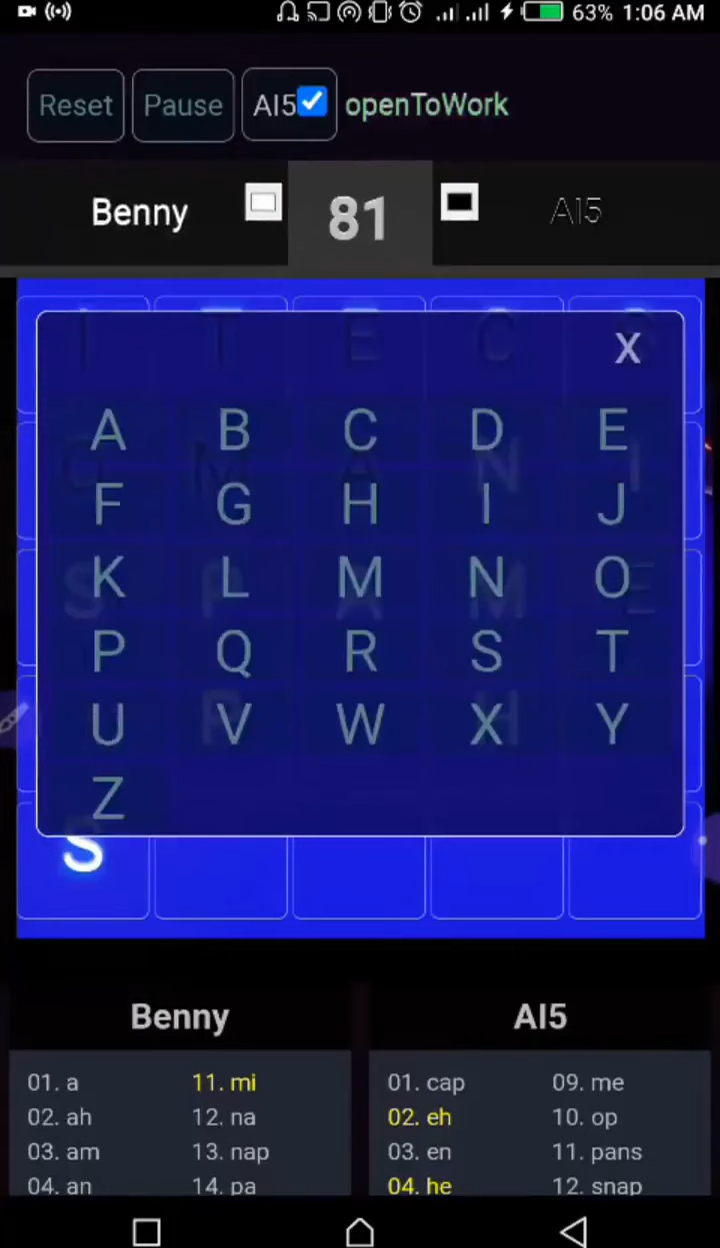 63% 1:06 AM
Reset Pause AI5 openToWork
Benny 81 AI5
I T E C S
X
A B C D E
M A N I
F G H I J
K L M N O
S P A M E
P Q R S T
U V W X Y
H
Z
S
Benny AI5
01. a 11. mi 01. cap 09. me
02. ah 12. na 02. eh 10. op
03. am 13. nap 03. en 11. pans
04. an 14. pa 04. he 12. snap